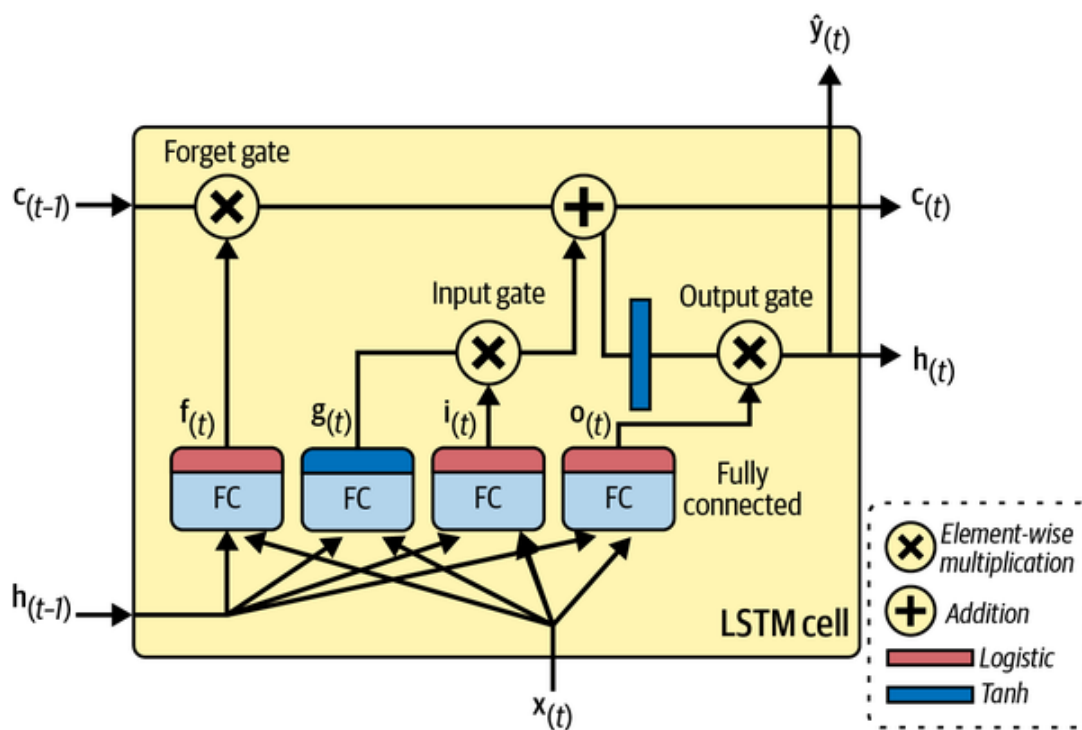 ŷ(t)
Forget gate
c(t–1)
c(t)
Input gate
Output gate
h(t)
f(t)
g(t)
i(t)
o(t)
FC
FC
FC
FC
Fully
connected
h(t–1)
LSTM cell
x(t)
Element-wise
multiplication
Addition
Logistic
Tanh